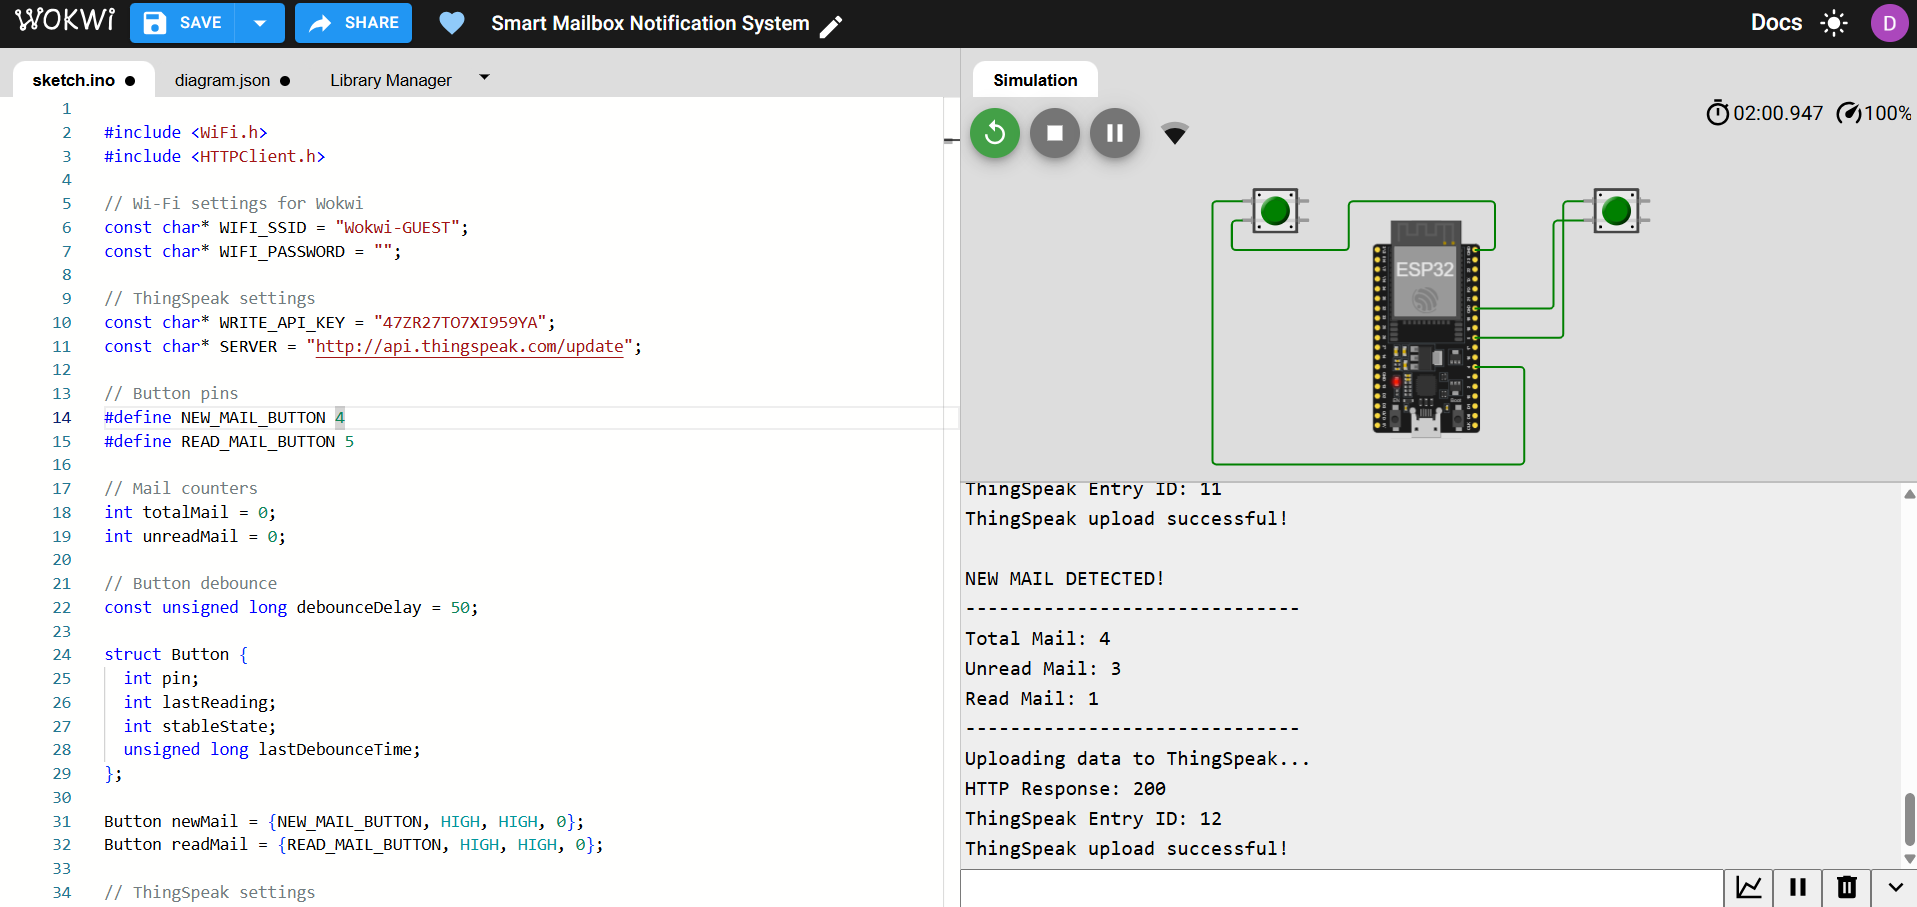 WOKWI
SAVE
SHARE
Smart Mailbox Notification System
Docs
D
sketch.ino
diagram.json
Library Manager
1
2 #include <WiFi.h>
3 #include <HTTPClient.h>
4
5 // Wi-Fi settings for Wokwi
6 const char* WIFI_SSID = "Wokwi-GUEST";
7 const char* WIFI_PASSWORD = "";
8
9 // ThingSpeak settings
10 const char* WRITE_API_KEY = "47ZR27TO7XI959YA";
11 const char* SERVER = "http://api.thingspeak.com/update";
12
13 // Button pins
14 #define NEW_MAIL_BUTTON 4
15 #define READ_MAIL_BUTTON 5
16
17 // Mail counters
18 int totalMail = 0;
19 int unreadMail = 0;
20
21 // Button debounce
22 const unsigned long debounceDelay = 50;
23
24 struct Button {
25 int pin;
26 int lastReading;
27 int stableState;
28 unsigned long lastDebounceTime;
29 };
30
31 Button newMail = {NEW_MAIL_BUTTON, HIGH, HIGH, 0};
32 Button readMail = {READ_MAIL_BUTTON, HIGH, HIGH, 0};
33
34 // ThingSpeak settings
Simulation
02:00.947
100%
ESP32
ThingSpeak Entry ID: 11
ThingSpeak upload successful!
NEW MAIL DETECTED!
------------------------------
Total Mail: 4
Unread Mail: 3
Read Mail: 1
------------------------------
Uploading data to ThingSpeak...
HTTP Response: 200
ThingSpeak Entry ID: 12
ThingSpeak upload successful!